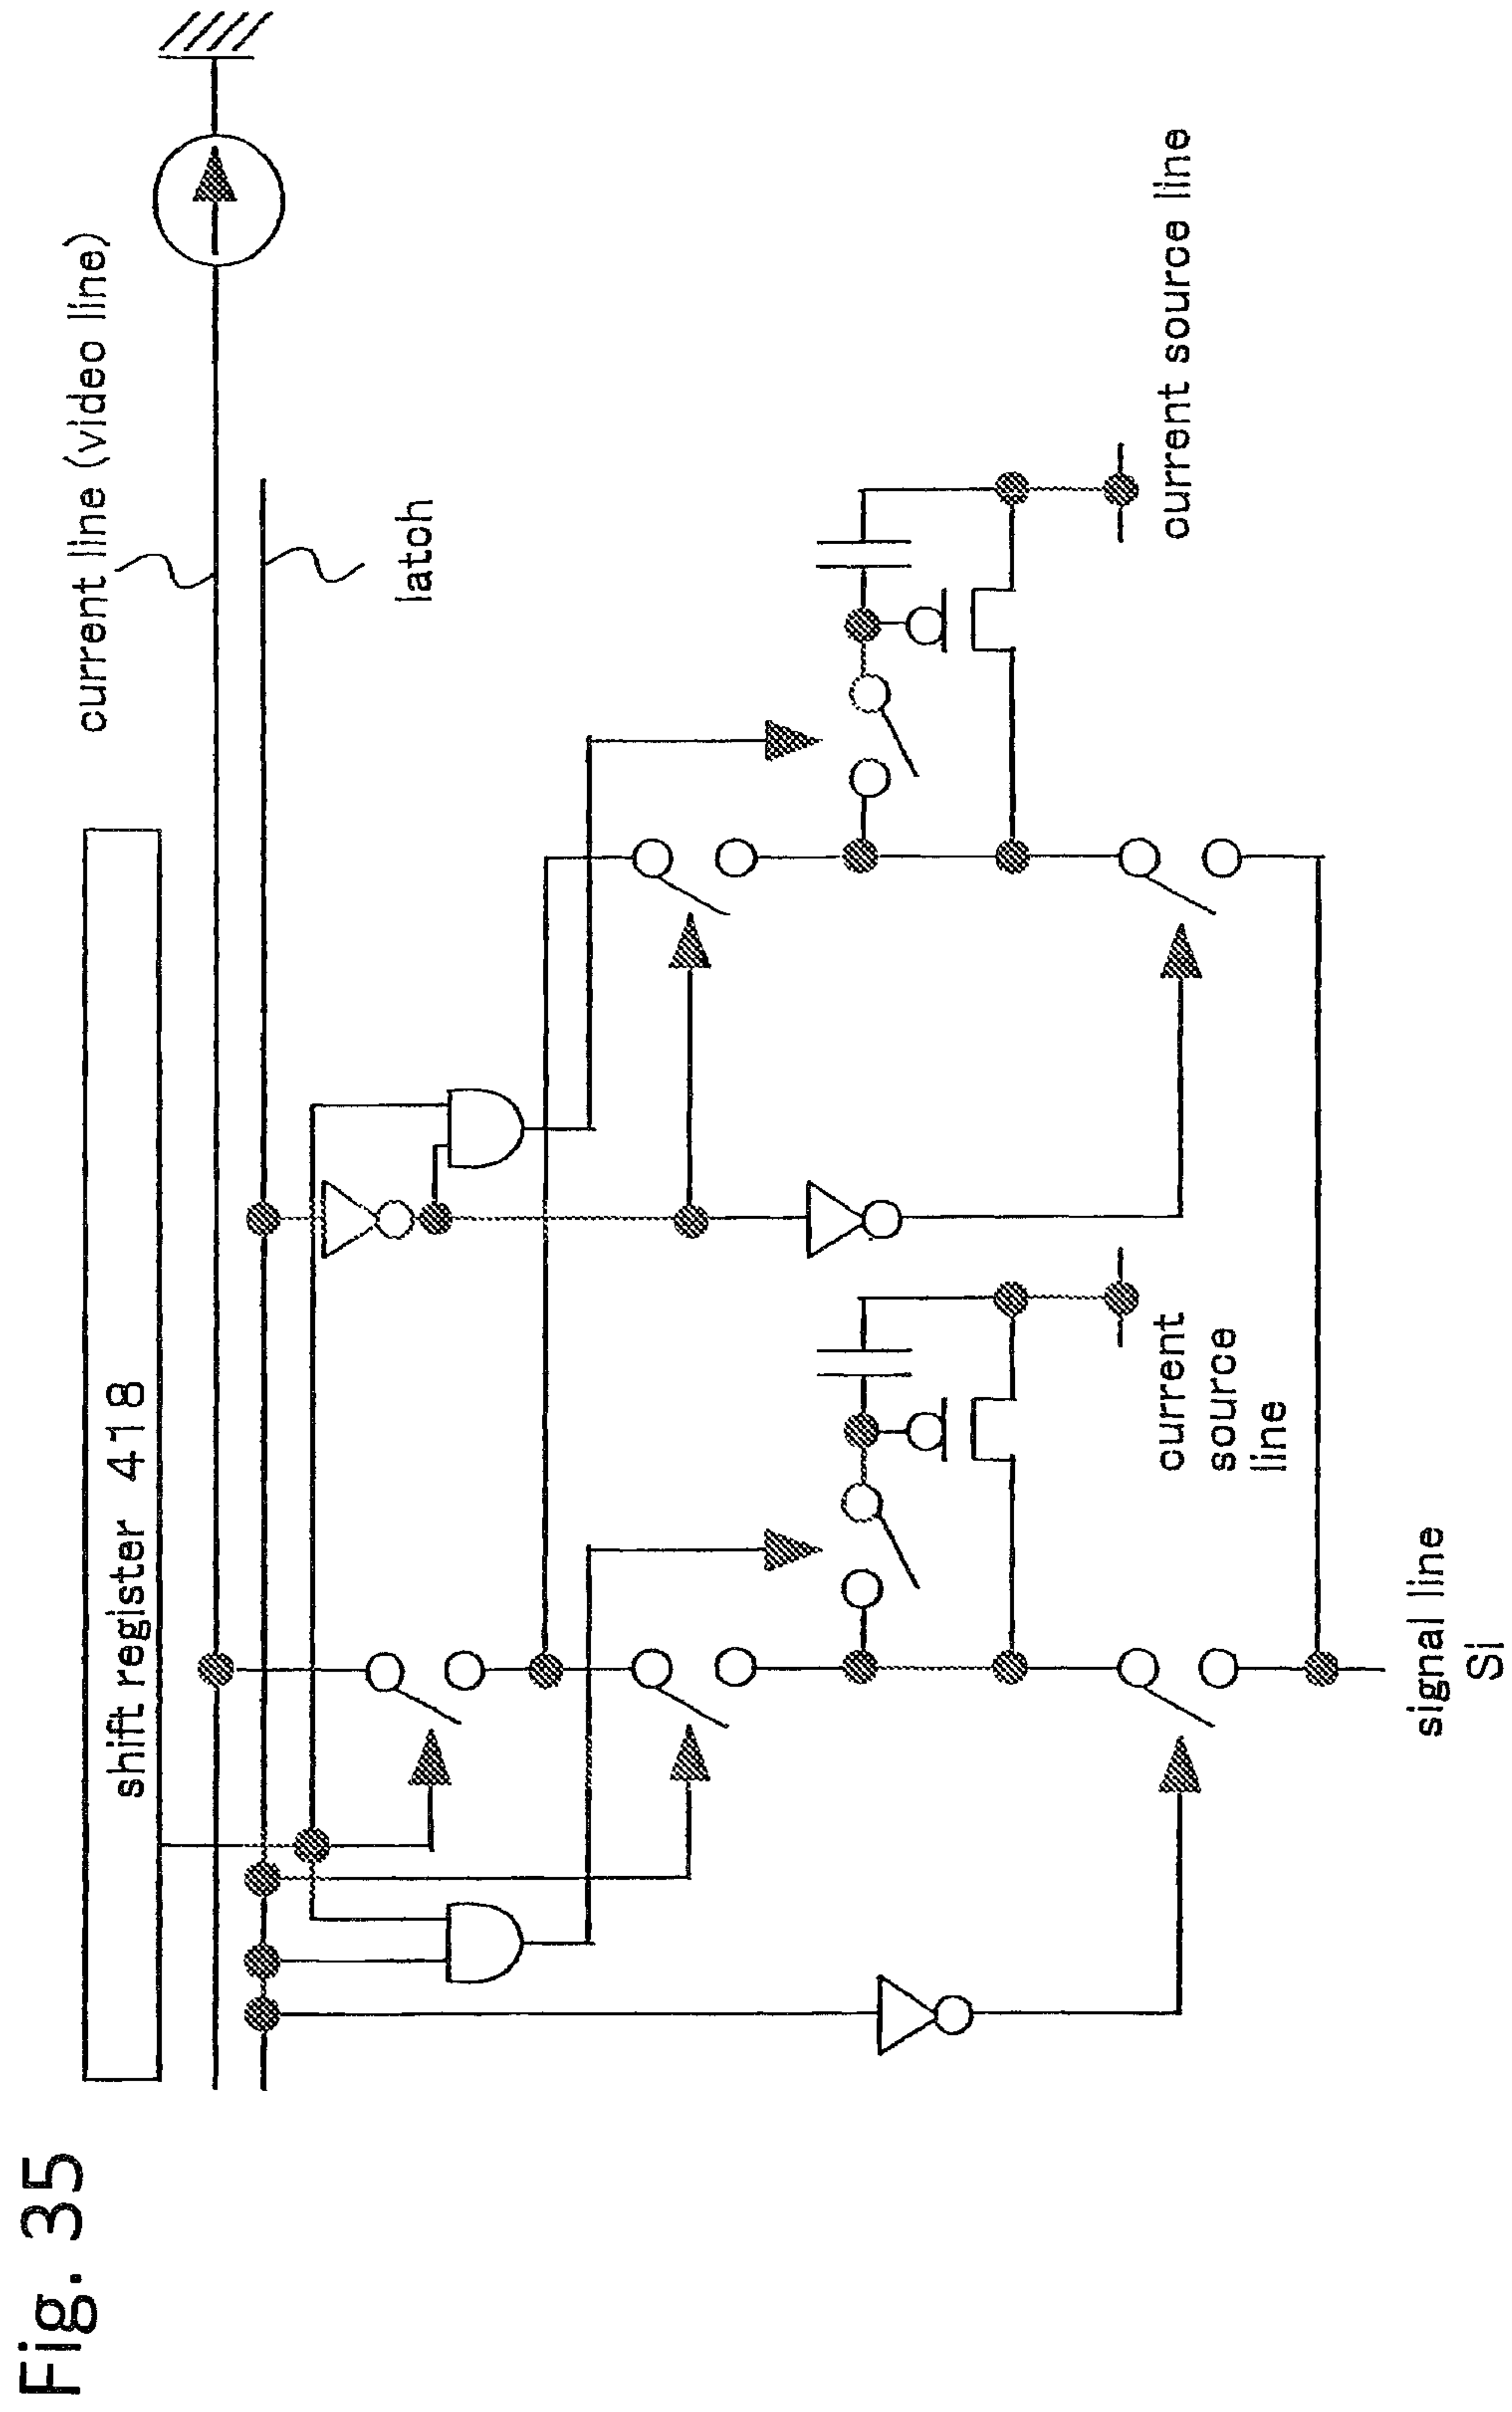 Fig. 35
shift register 418
current line (video line)
latch
current
source
line
current source line
signal line
Si